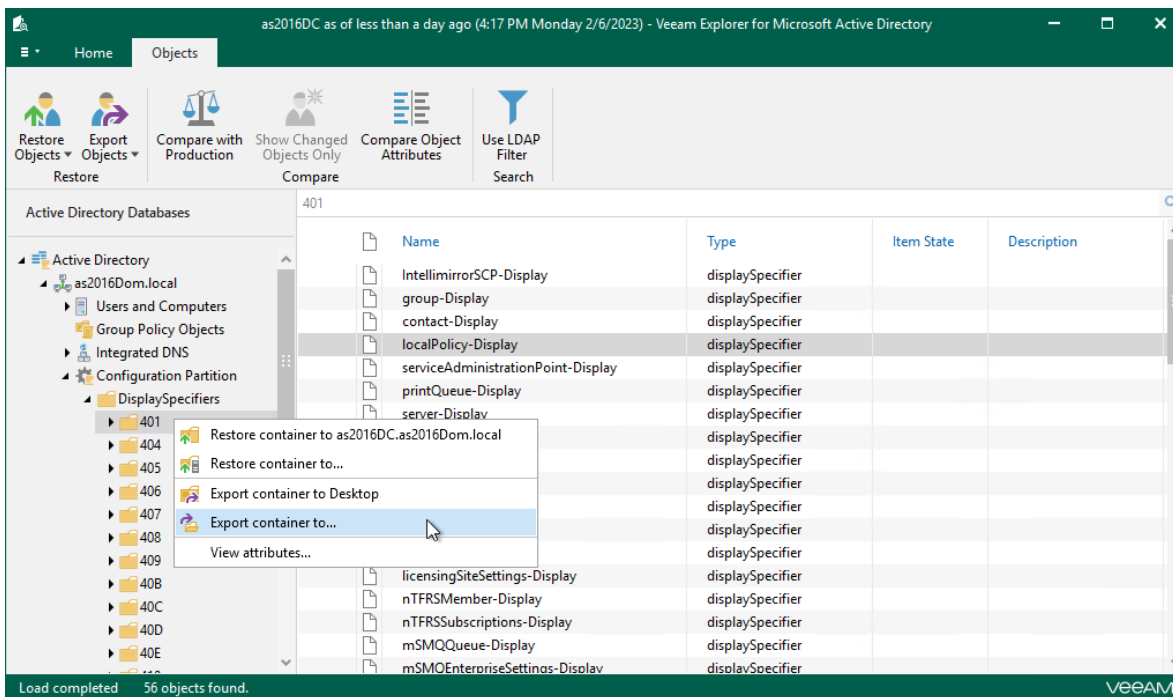 as2016DC as of less than a day ago (4:17 PM Monday 2/6/2023) - Veeam Explorer for Microsoft Active Directory
Home Objects
Restore Objects
Export Objects
Compare with Production
Show Changed Objects Only
Compare Object Attributes
Use LDAP Filter
Restore Compare Search
Active Directory Databases
401
Name Type Item State Description
Active Directory
as2016Dom.local
Users and Computers
Group Policy Objects
Integrated DNS
Configuration Partition
DisplaySpecifiers
401
404
405
406
407
408
409
40B
40C
40D
40E
Restore container to as2016DC.as2016Dom.local
Restore container to...
Export container to Desktop
Export container to...
View attributes...
IntellimirrorSCP-Display displaySpecifier
group-Display displaySpecifier
contact-Display displaySpecifier
localPolicy-Display displaySpecifier
serviceAdministrationPoint-Display displaySpecifier
printQueue-Display displaySpecifier
server-Display displaySpecifier
displaySpecifier
displaySpecifier
displaySpecifier
displaySpecifier
displaySpecifier
displaySpecifier
licensingSiteSettings-Display displaySpecifier
nTFRSMember-Display displaySpecifier
nTFRSSubscriptions-Display displaySpecifier
mSMQQueue-Display displaySpecifier
mSMQEnterpriseSettings-Display displaySpecifier
Load completed 56 objects found.
veeAM